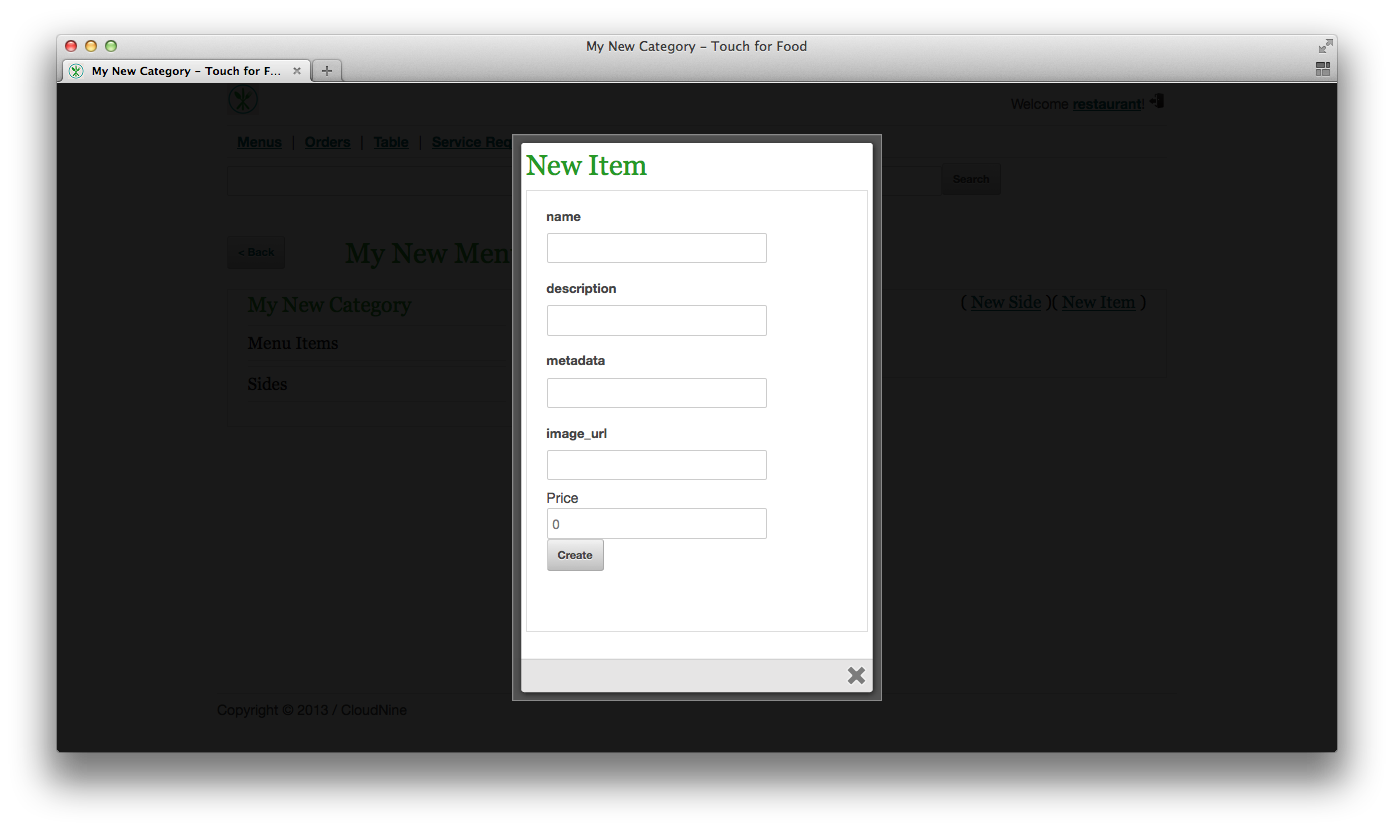 My New Category – Touch for Food
My New Category – Touch for F...
Welcome restaurant!
Menus | Orders | Table | Service Req
Search
< Back
My New Men
My New Category
( New Side )( New Item )
Menu Items
Sides
New Item
name
description
metadata
image_url
Price
0
Create
Copyright © 2013 / CloudNine